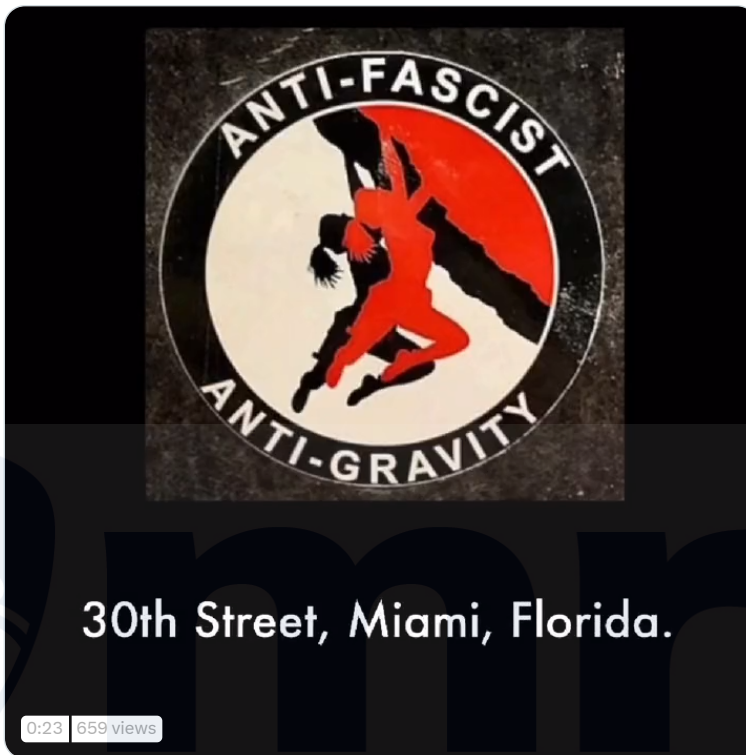 ANTI-FASCIST
ANTI-GRAVITY
30th Street, Miami, Florida.
0:23 659 views